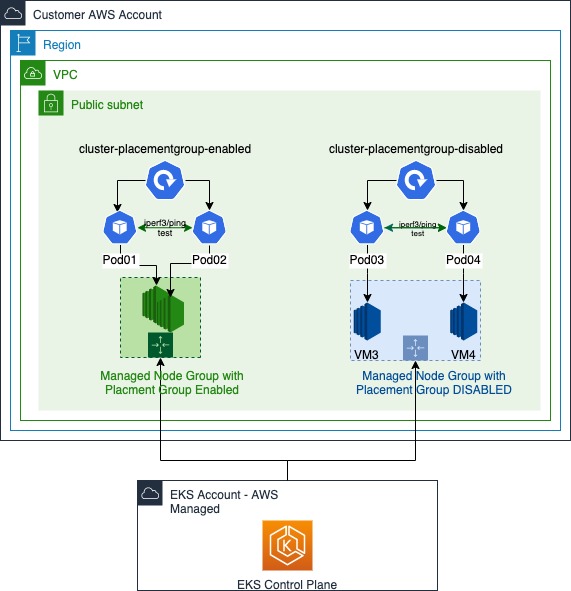 Customer AWS Account
Region
VPC
Public subnet
cluster-placementgroup-enabled
cluster-placementgroup-disabled
iperf3/ping
test
iperf3/ping
test
Pod01
Pod02
Pod03
Pod04
VM3
VM4
Managed Node Group with
Placment Group Enabled
Managed Node Group with
Placement Group DISABLED
EKS Account - AWS
Managed
K
EKS Control Plane